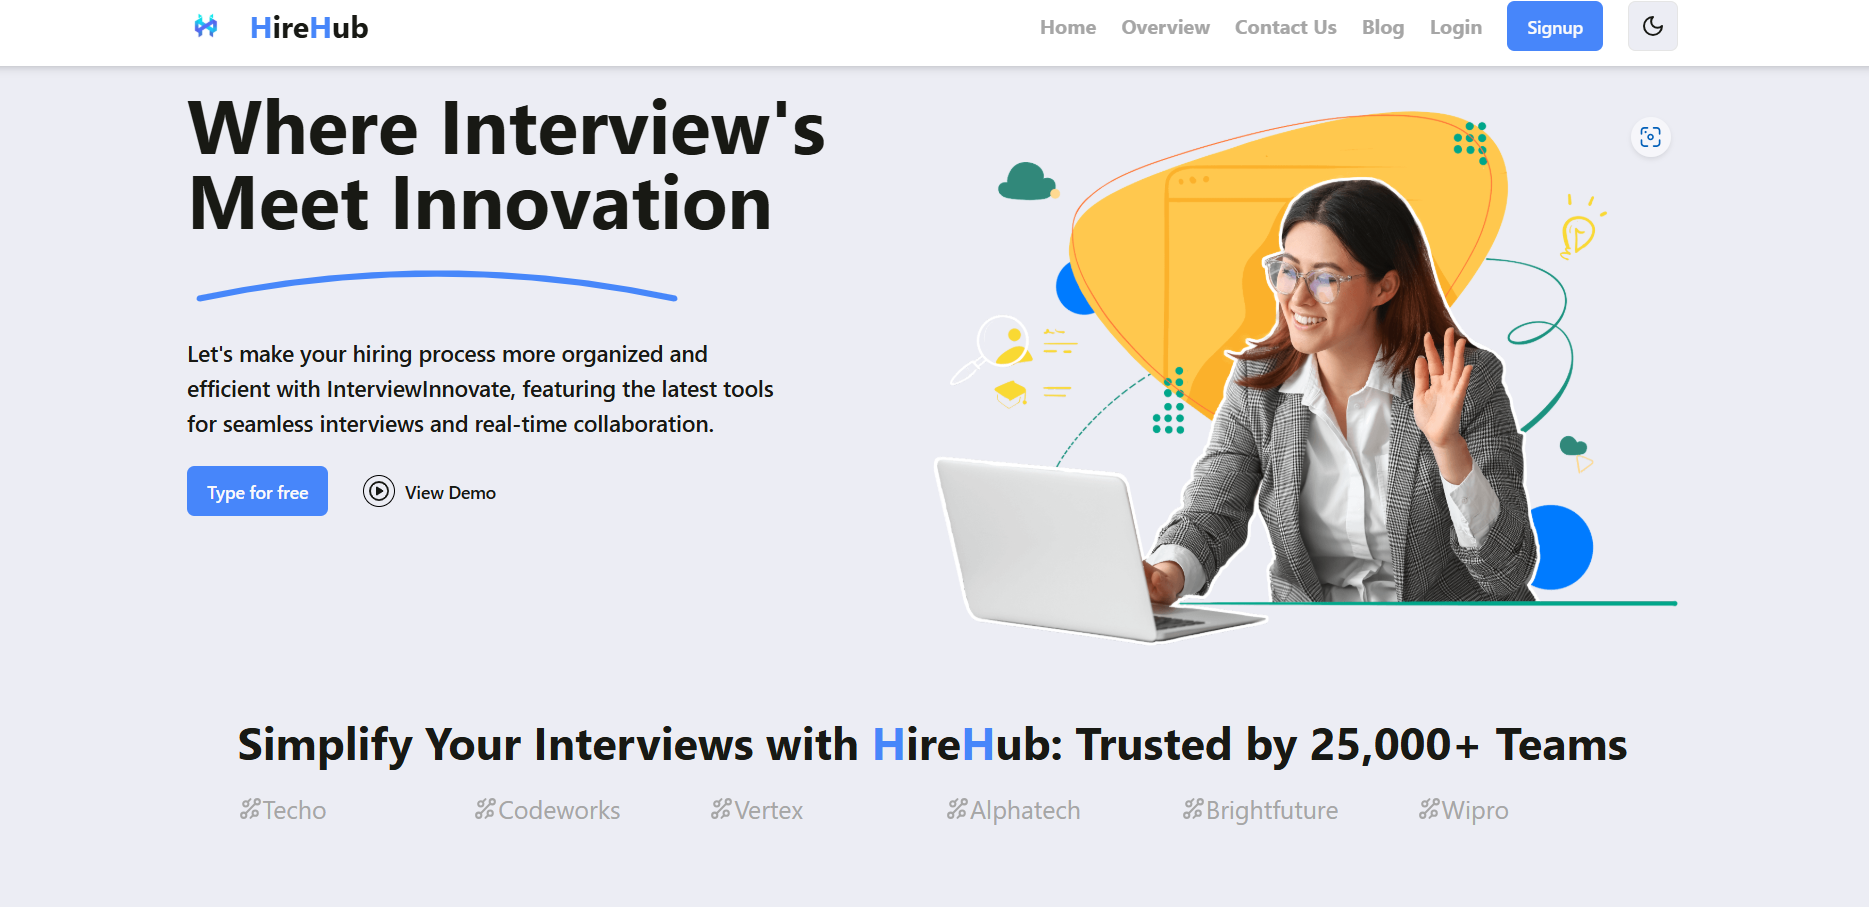 HireHub
Home Overview Contact Us Blog Login Signup
Where Interview's
Meet Innovation
Let's make your hiring process more organized and
efficient with InterviewInnovate, featuring the latest tools
for seamless interviews and real-time collaboration.
Type for free View Demo
Simplify Your Interviews with HireHub: Trusted by 25,000+ Teams
Techo Codeworks Vertex Alphatech Brightfuture Wipro